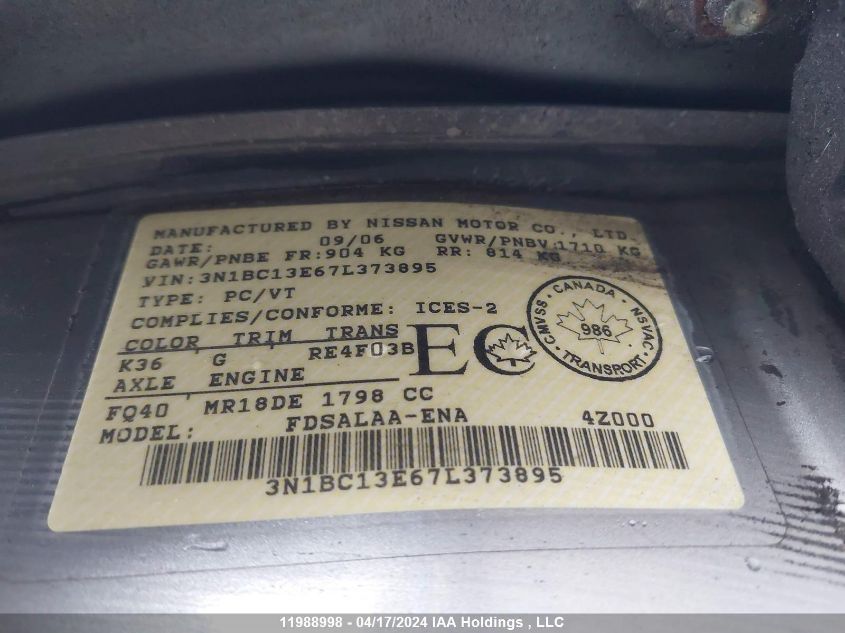 MANUFACTURED BY NISSAN MOTOR CO., LTD.
DATE: 09/06 GVWR/PNBV:1710 KG
GAWR/PNBE FR:904 KG RR: 814 KG
VIN:3N1BC13E67L373895
TYPE: PC/VT
COMPLIES/CONFORME: ICES-2
COLOR TRIM TRANS
K36 G RE4F03B
EC
CANADA
CMVSS NSVAC
986
TRANSPORT
AXLE ENGINE
FQ40 MR18DE 1798 CC
MODEL: FDSALAA-ENA 4Z000
3N1BC13E67L373895
11988998 - 04/17/2024 IAA Holdings , LLC